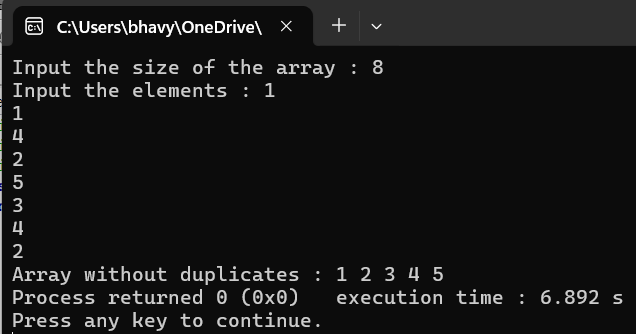 C:\Users\bhavy\OneDrive\
Input the size of the array : 8
Input the elements : 1
1
4
2
5
3
4
2
Array without duplicates : 1 2 3 4 5
Process returned 0 (0x0)   execution time : 6.892 s
Press any key to continue.